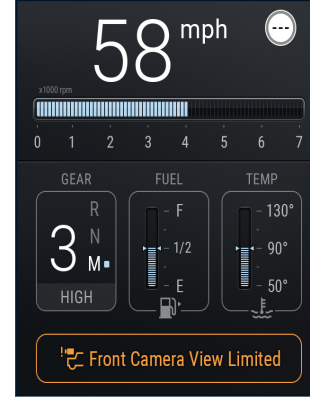 58 mph
---
x1000 rpm
0 1 2 3 4 5 6 7
GEAR
R
N
3 M
HIGH
FUEL
F
1/2
E
TEMP
130°
90°
50°
Front Camera View Limited